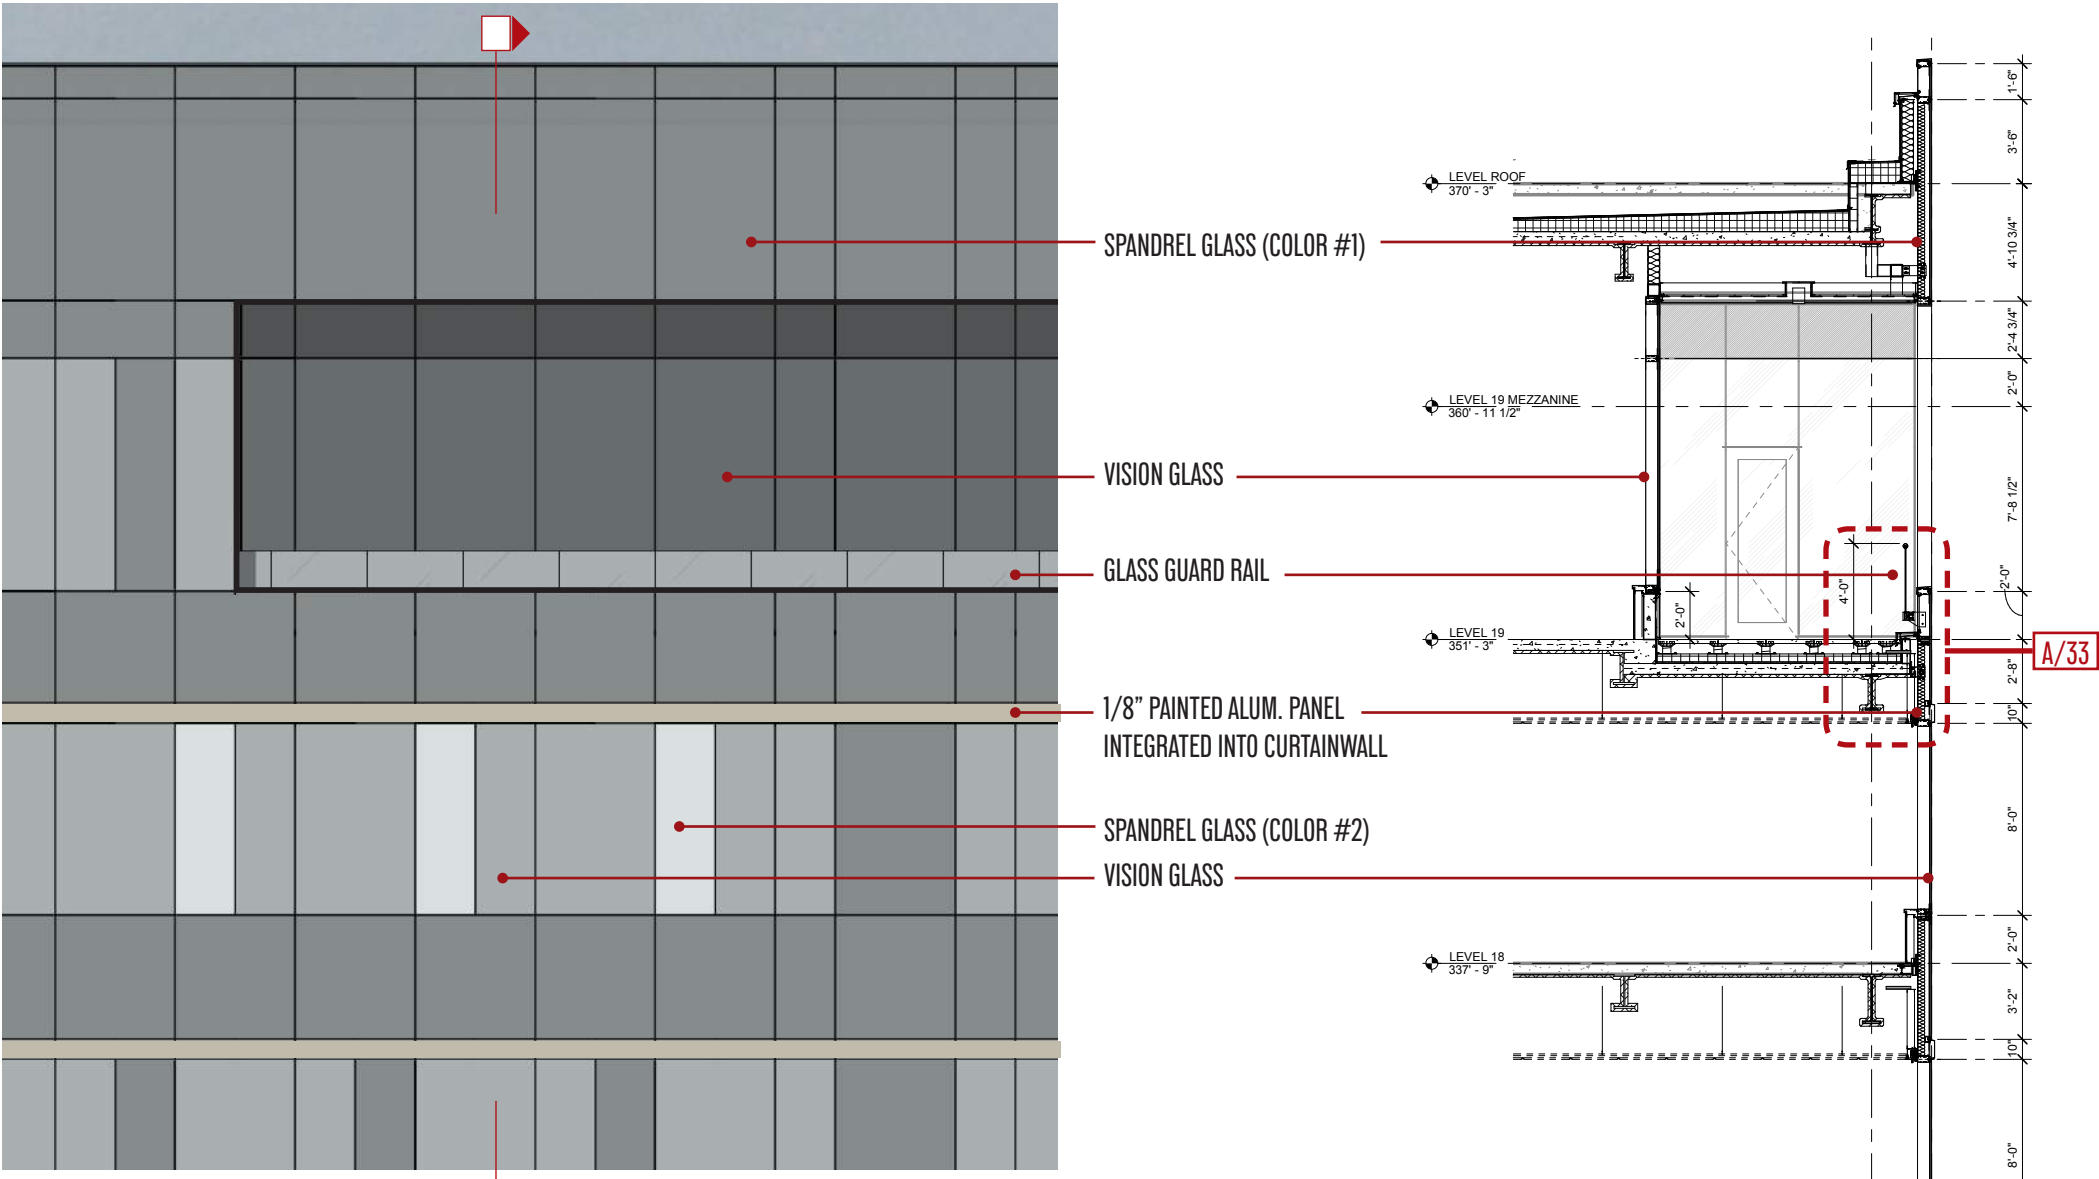 SPANDREL GLASS (COLOR #1)
VISION GLASS
GLASS GUARD RAIL
1/8” PAINTED ALUM. PANEL
INTEGRATED INTO CURTAINWALL
SPANDREL GLASS (COLOR #2)
VISION GLASS
LEVEL ROOF
370' - 3"
LEVEL 19 MEZZANINE
360' - 11 1/2"
LEVEL 19
351' - 3"
LEVEL 18
337' - 9"
2'-0"
4'-0"
1'-6"
3'-6"
4'-10 3/4"
2'-4 3/4"
2'-0"
7'-8 1/2"
2'-0"
2'-8"
10"
8'-0"
2'-0"
3'-2"
10"
8'-0"
A/33